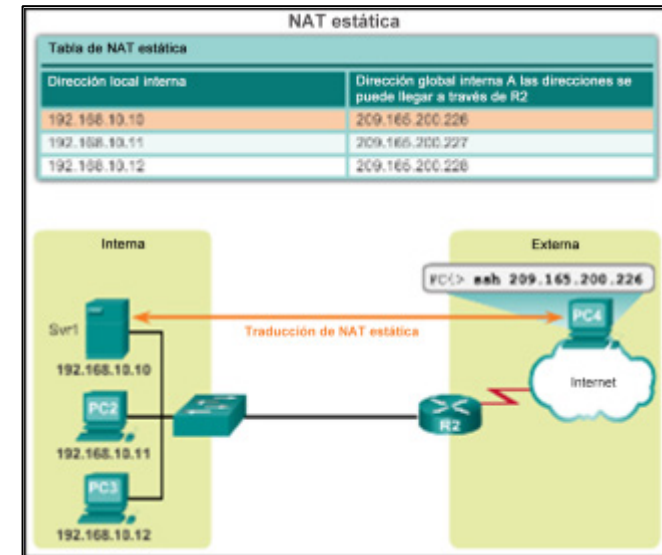 NAT estática
Tabla de NAT estática
Dirección local interna
Dirección global interna A las direcciones se
puede llegar a través de R2
192.168.10.10
209.165.200.226
192.168.10.11
209.165.200.227
192.168.10.12
209.165.200.228
Interna
Externa
PC4> ssh 209.165.200.226
Svr1
Traducción de NAT estática
PC4
192.168.10.10
Internet
PC2
R2
192.168.10.11
PC3
192.168.10.12